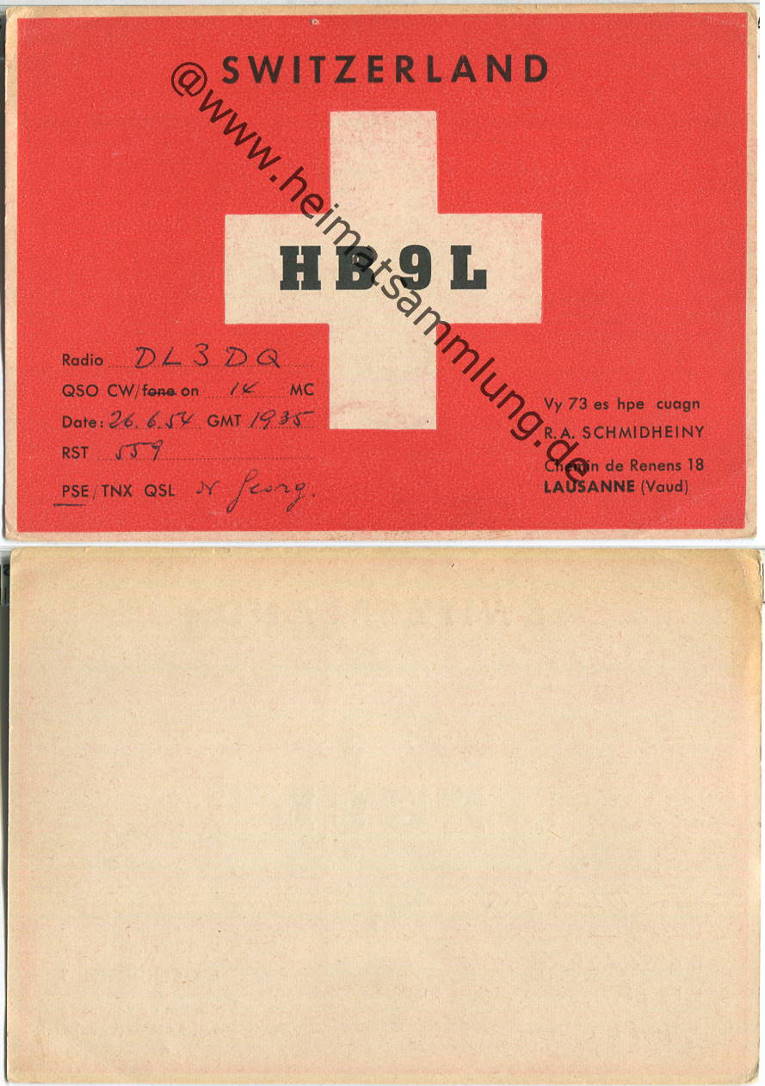 SWITZERLAND
@www.heimatsammlung.de
HB9L
Radio DL3DQ
QSO CW/fone on 14 MC
Date: 26.6.54 GMT 1935
RST 559
PSE/TNX QSL Georg.
Vy 73 es hpe cuagn
R.A. SCHMIDHEINY
Chemin de Renens 18
LAUSANNE (Vaud)